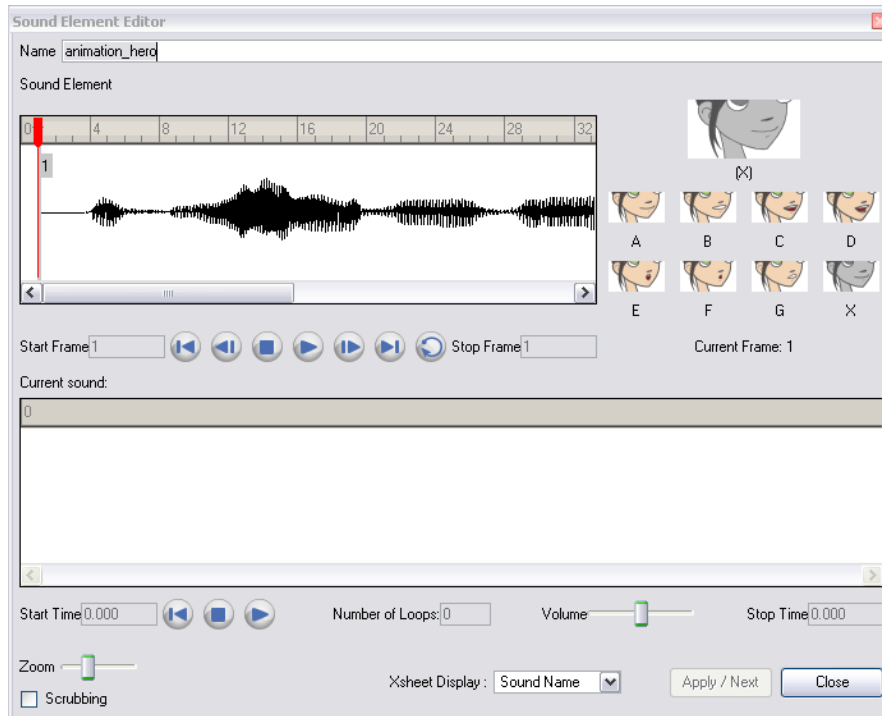 Sound Element Editor
Name animation_hero
Sound Element
0 4 8 12 16 20 24 28 32
1
(X)
A B C D
E F G X
Start Frame 1 Stop Frame 1 Current Frame: 1
Current sound:
0
Start Time 0.000 Number of Loops: 0 Volume Stop Time 0.000
Zoom
Scrubbing
Xsheet Display : Sound Name Apply / Next Close